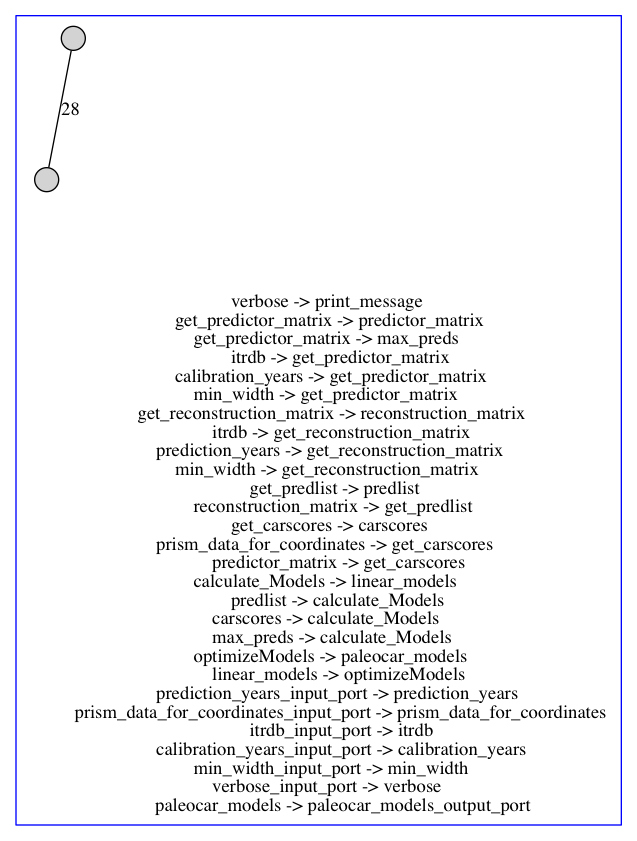 28
verbose -> print_message
get_predictor_matrix -> predictor_matrix
get_predictor_matrix -> max_preds
itrdb -> get_predictor_matrix
calibration_years -> get_predictor_matrix
min_width -> get_predictor_matrix
get_reconstruction_matrix -> reconstruction_matrix
itrdb -> get_reconstruction_matrix
prediction_years -> get_reconstruction_matrix
min_width -> get_reconstruction_matrix
get_predlist -> predlist
reconstruction_matrix -> get_predlist
get_carscores -> carscores
prism_data_for_coordinates -> get_carscores
predictor_matrix -> get_carscores
calculate_Models -> linear_models
predlist -> calculate_Models
carscores -> calculate_Models
max_preds -> calculate_Models
optimizeModels -> paleocar_models
linear_models -> optimizeModels
prediction_years_input_port -> prediction_years
prism_data_for_coordinates_input_port -> prism_data_for_coordinates
itrdb_input_port -> itrdb
calibration_years_input_port -> calibration_years
min_width_input_port -> min_width
verbose_input_port -> verbose
paleocar_models -> paleocar_models_output_port